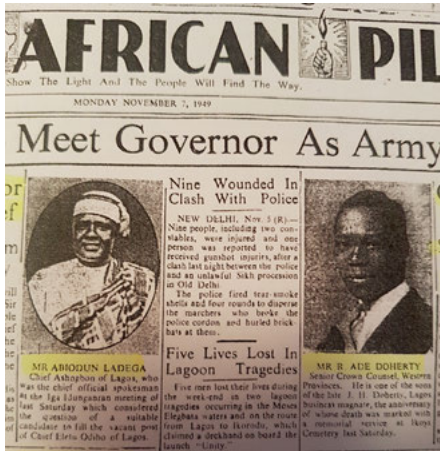 AFRICAN PIL
Show The Light And The People Will Find The Way.
MONDAY NOVEMBER 7, 1949
Meet Governor As Army
or
ef
m
MR ABIODUN LADEGA
Chief Ashogbon of Lagos, who
was the chief official spokesman
at the Iga Idunganran meeting of
last Saturday which considered
the question of a suitable
candidate to fill the vacant post
of Chief Eletu Odibo of Lagos.
Nine Wounded In
Clash With Police
NEW DELHI, Nov. 5 (R)—
Nine people, including two con-
stables, were injured and one
person was reported to have
received gunshot injuries, after a
clash last night between the police
and an unlawful Sikh procession
in Old Delhi
The police fired tear-smoke
shells and four rounds to disperse
the marchers who broke the
police cordon and hurled brick-
bats at them.
Five Lives Lost In
Lagoon Tragedies
Five men lost their lives during
the week-end in two lagoon
tragedies occurring in the Moses
Elegbata waters and on the route
from Lagos to Ikorodu, which
claimed a deckhand on board the
launch "Unity."
MR R. ADE DOHERTY
Senior Crown Counsel, Western
Provinces. He is one of the sons
of the late J. H. Doherty, Lagos
business magnate, the anniversary
of whose death was marked with
a memorial service at Ikoyi
Cemetery last Saturday.